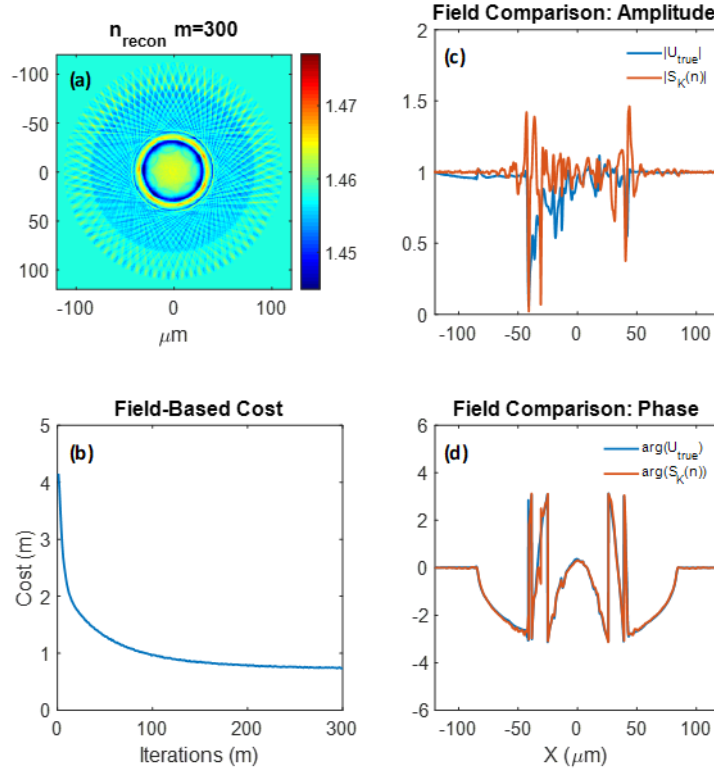 n_recon m=300
(a)
-100
-50
0
50
100
-100 0 100
μm
1.47
1.46
1.45
Field Comparison: Amplitude
(c)
|U_true|
|S_K(n)|
2
1.5
1
0.5
0
-100 -50 0 50 100
Field-Based Cost
(b)
5
4
3
2
1
0
Cost (m)
0 100 200 300
Iterations (m)
Field Comparison: Phase
(d)
arg(U_true)
arg(S_K(n))
6
4
2
0
-2
-4
-6
-100 -50 0 50 100
X (μm)